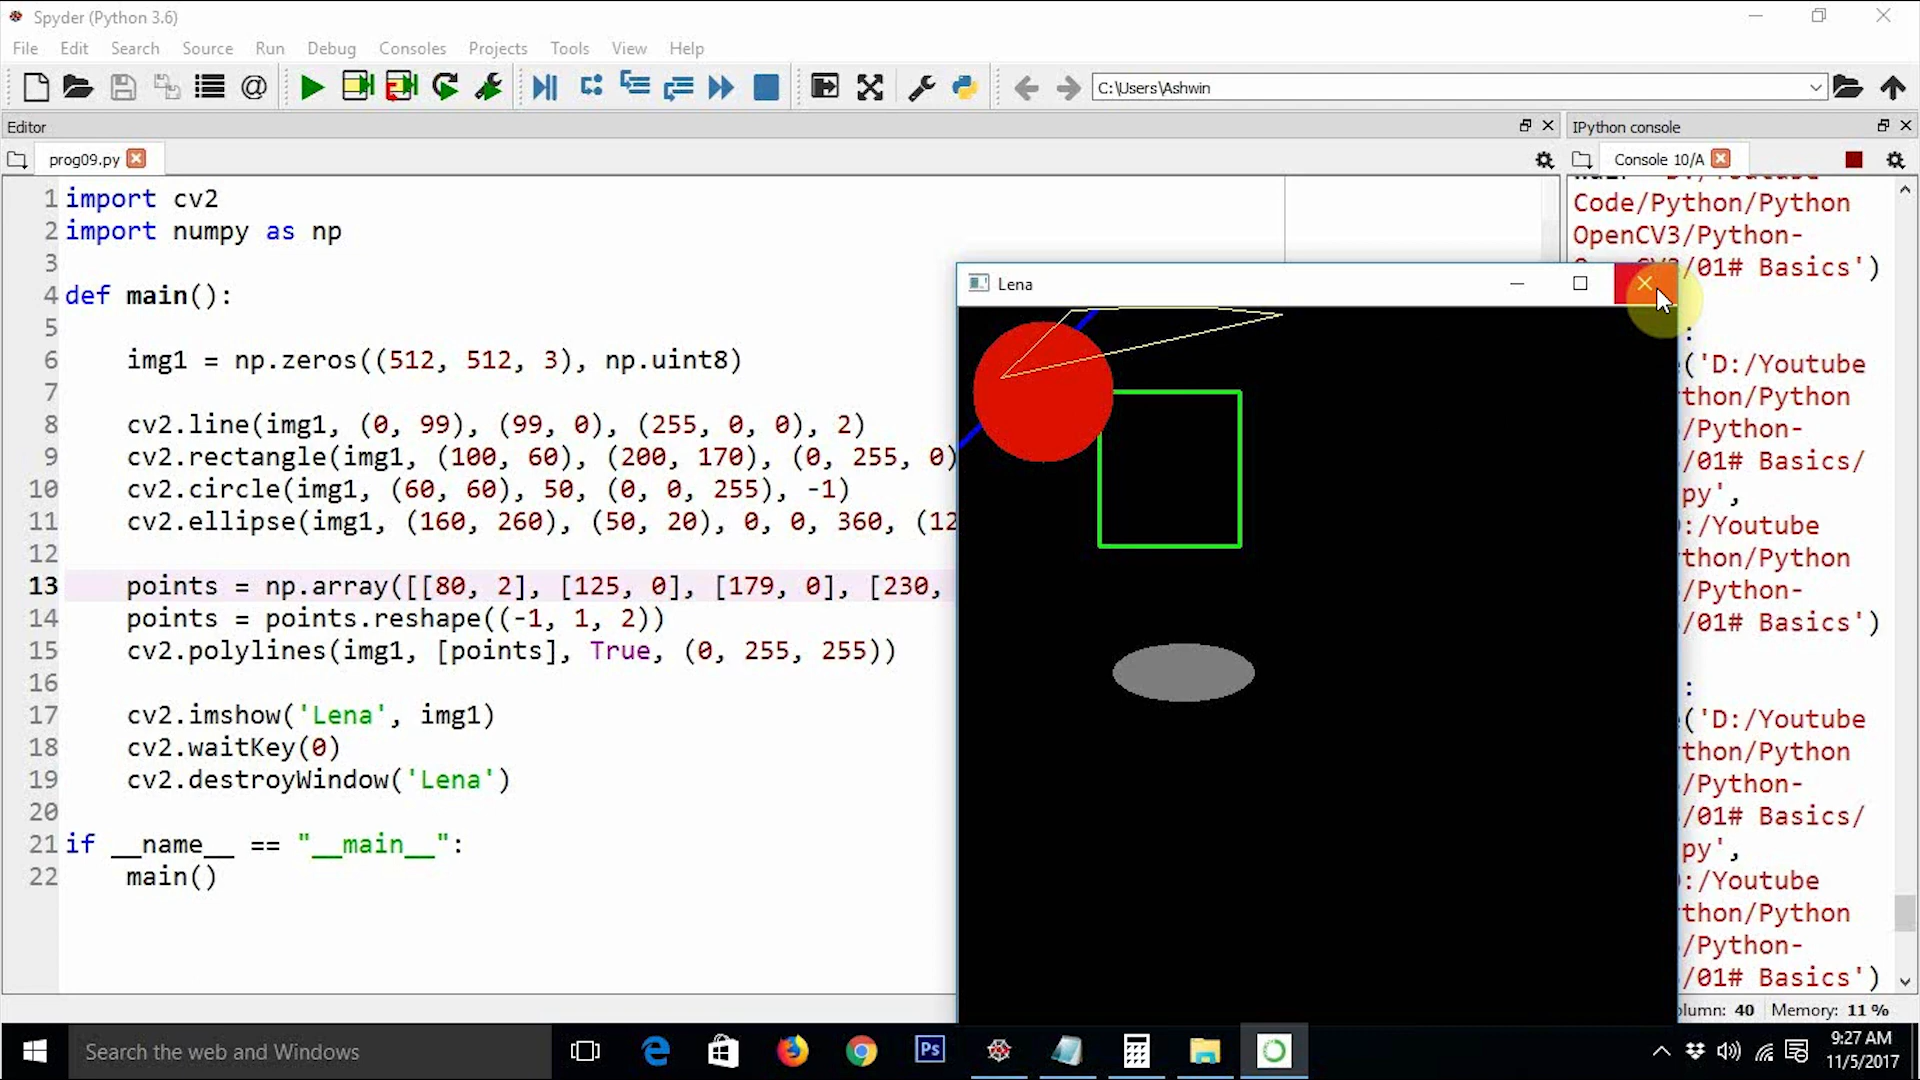 Spyder (Python 3.6)
File Edit Search Source Run Debug Consoles Projects Tools View Help
C:\Users\Ashwin
Editor
prog09.py
1 import cv2
2 import numpy as np
3
4 def main():
5
6 img1 = np.zeros((512, 512, 3), np.uint8)
7
8 cv2.line(img1, (0, 99), (99, 0), (255, 0, 0), 2)
9 cv2.rectangle(img1, (100, 60), (200, 170), (0, 255, 0)
10 cv2.circle(img1, (60, 60), 50, (0, 0, 255), -1)
11 cv2.ellipse(img1, (160, 260), (50, 20), 0, 0, 360, (12
12
13 points = np.array([[80, 2], [125, 0], [179, 0], [230,
14 points = points.reshape((-1, 1, 2))
15 cv2.polylines(img1, [points], True, (0, 255, 255))
16
17 cv2.imshow('Lena', img1)
18 cv2.waitKey(0)
19 cv2.destroyWindow('Lena')
20
21 if __name__ == "__main__":
22 main()
Lena
IPython console
Console 10/A
Code/Python/Python
OpenCV3/Python-
/01# Basics')
:
('D:/Youtube
thon/Python
/Python-
/01# Basics/
py',
:/Youtube
thon/Python
/Python-
/01# Basics')
:
('D:/Youtube
thon/Python
/Python-
/01# Basics/
py',
:/Youtube
thon/Python
/Python-
/01# Basics')
olumn: 40 Memory: 11 %
Search the web and Windows
Ps
9:27 AM
11/5/2017